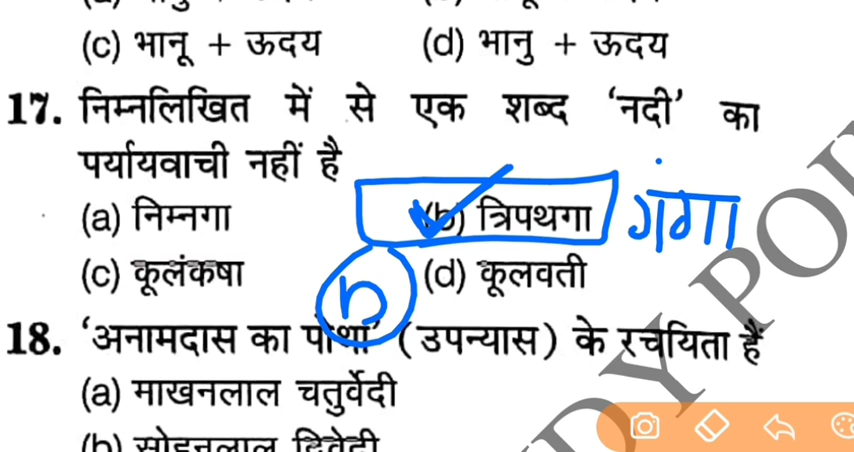 (c) भानू + ऊदय (d) भानु + ऊदय
17. निम्नलिखित में से एक शब्द 'नदी' का
पर्यायवाची नहीं है
(a) निम्नगा (b) त्रिपथगा गंगा
(c) कूलंकषा (d) कूलवती
b
18. 'अनामदास का पोथा' (उपन्यास) के रचयिता हैं
(a) माखनलाल चतुर्वेदी
(b) सोहनलाल द्विवेदी